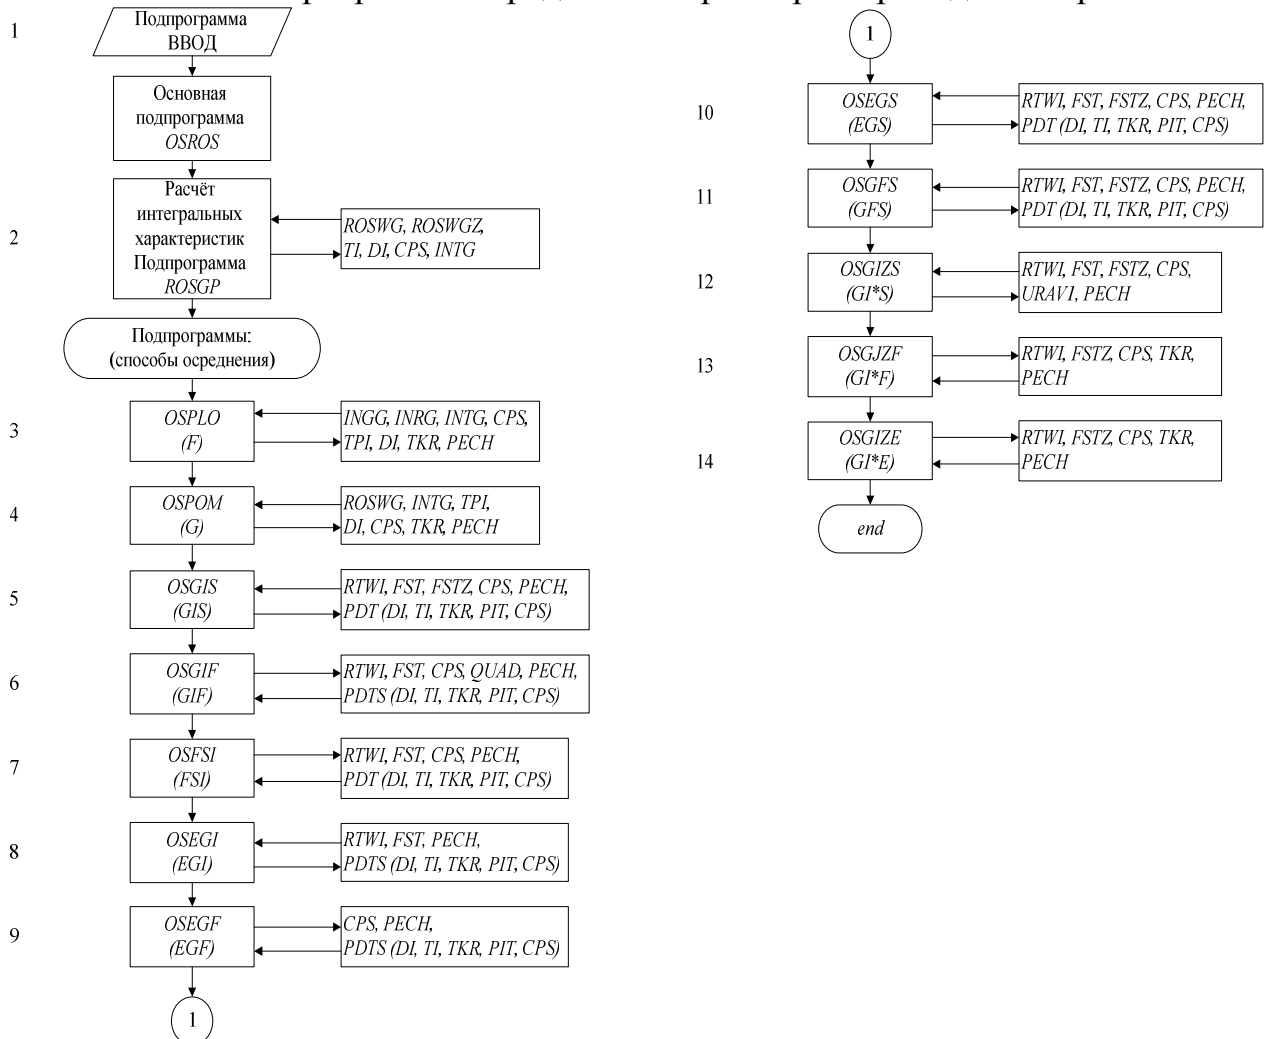 1
Подпрограмма
ВВОД
Основная
подпрограмма
OSROS
2
Расчёт
интегральных
характеристик
Подпрограмма
ROSGP
ROSWG, ROSWGZ,
TI, DI, CPS, INTG
Подпрограммы:
(способы осреднения)
3
OSPLO
(F)
INGG, INRG, INTG, CPS,
TPI, DI, TKR, PECH
4
OSPOM
(G)
ROSWG, INTG, TPI,
DI, CPS, TKR, PECH
5
OSGIS
(GIS)
RTWI, FST, FSTZ, CPS, PECH,
PDT (DI, TI, TKR, PIT, CPS)
6
OSGIF
(GIF)
RTWI, FST, CPS, QUAD, PECH,
PDTS (DI, TI, TKR, PIT, CPS)
7
OSFSI
(FSI)
RTWI, FST, CPS, PECH,
PDT (DI, TI, TKR, PIT, CPS)
8
OSEGI
(EGI)
RTWI, FST, PECH,
PDTS (DI, TI, TKR, PIT, CPS)
9
OSEGF
(EGF)
CPS, PECH,
PDTS (DI, TI, TKR, PIT, CPS)
1
1
10
OSEGS
(EGS)
RTWI, FST, FSTZ, CPS, PECH,
PDT (DI, TI, TKR, PIT, CPS)
11
OSGFS
(GFS)
RTWI, FST, FSTZ, CPS, PECH,
PDT (DI, TI, TKR, PIT, CPS)
12
OSGIZS
(GI*S)
RTWI, FST, FSTZ, CPS,
URAV1, PECH
13
OSGJZF
(GI*F)
RTWI, FSTZ, CPS, TKR,
PECH
14
OSGIZE
(GI*E)
RTWI, FSTZ, CPS, TKR,
PECH
end